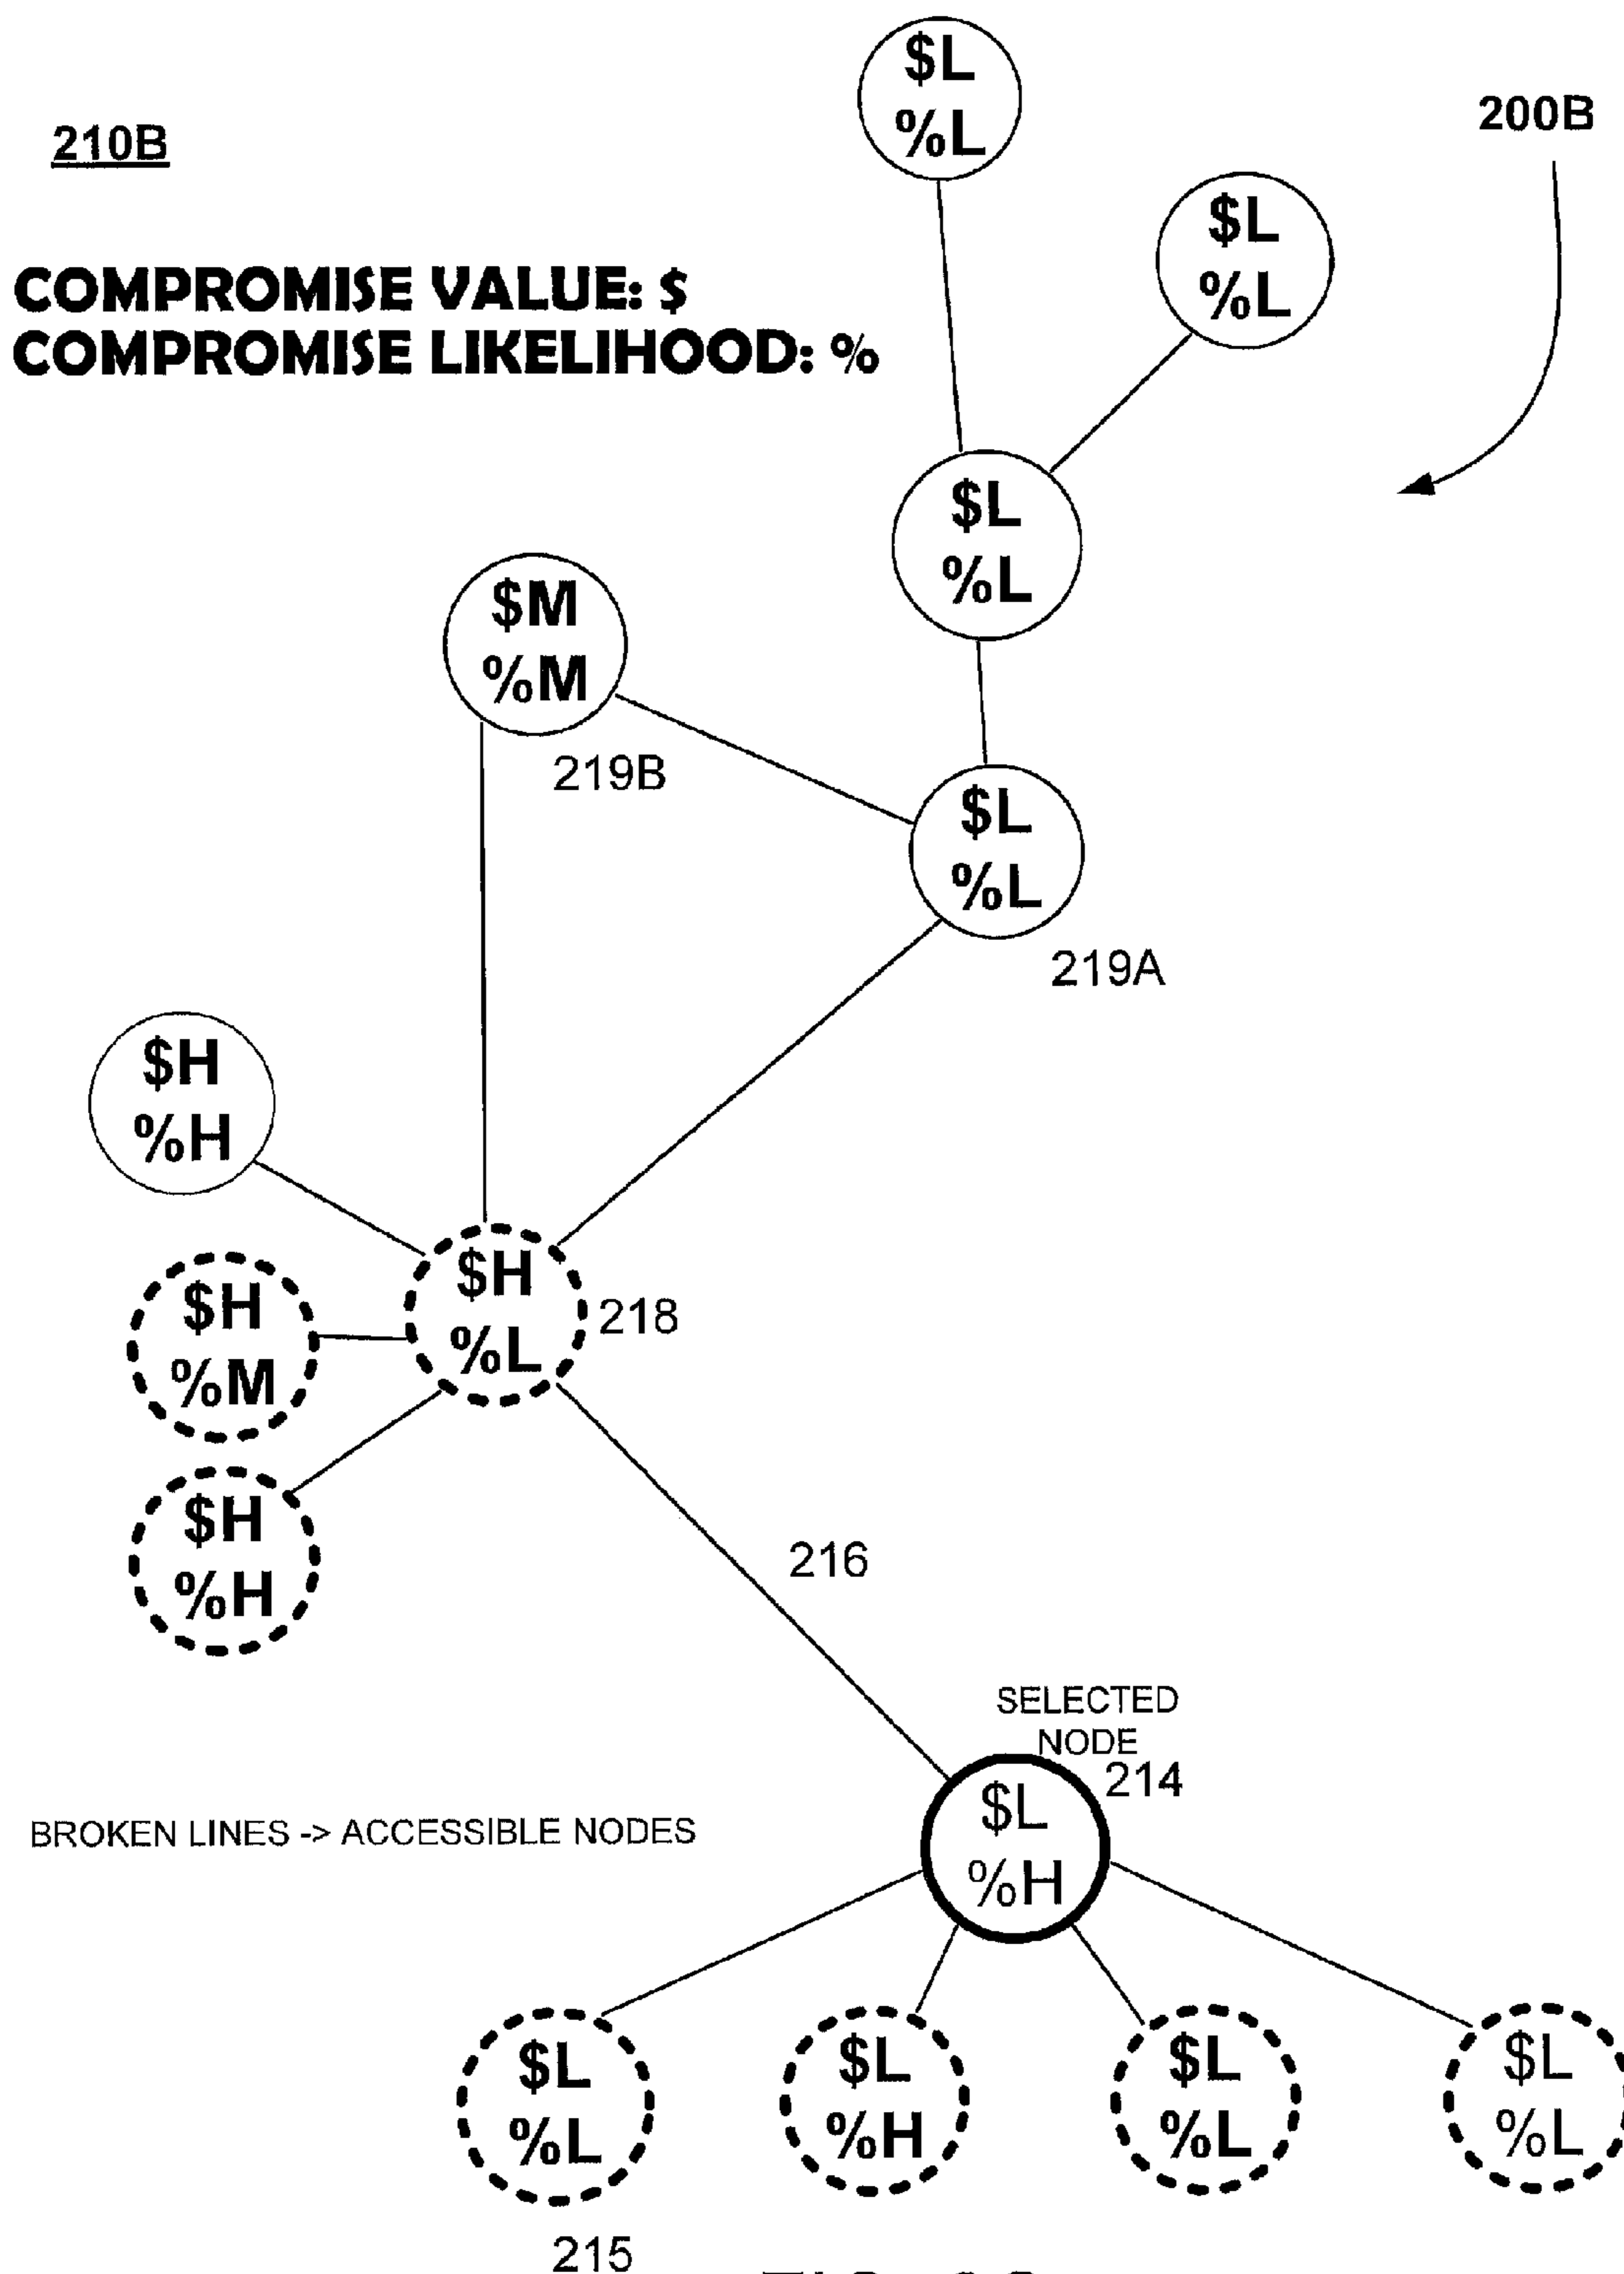 210B
200B
COMPROMISE VALUE: $
COMPROMISE LIKELIHOOD: %
$L
%L
$L
%L
$L
%L
$M
%M
219B
$L
%L
219A
$H
%H
$H
%L
218
$H
%M
$H
%H
216
SELECTED
NODE
214
$L
%H
BROKEN LINES -> ACCESSIBLE NODES
$L
%L
$L
%H
$L
%L
$L
%L
215